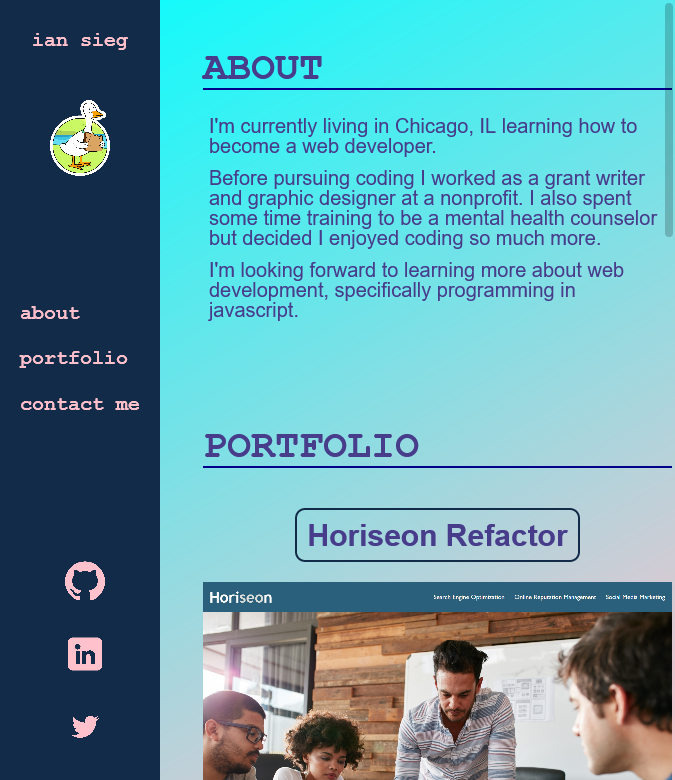 ian sieg
about
portfolio
contact me
ABOUT
I'm currently living in Chicago, IL learning how to
become a web developer.
Before pursuing coding I worked as a grant writer
and graphic designer at a nonprofit. I also spent
some time training to be a mental health counselor
but decided I enjoyed coding so much more.
I'm looking forward to learning more about web
development, specifically programming in
javascript.
PORTFOLIO
Horiseon Refactor
Horiseon
Search Engine Optimization Online Reputation Management Social Media Marketing